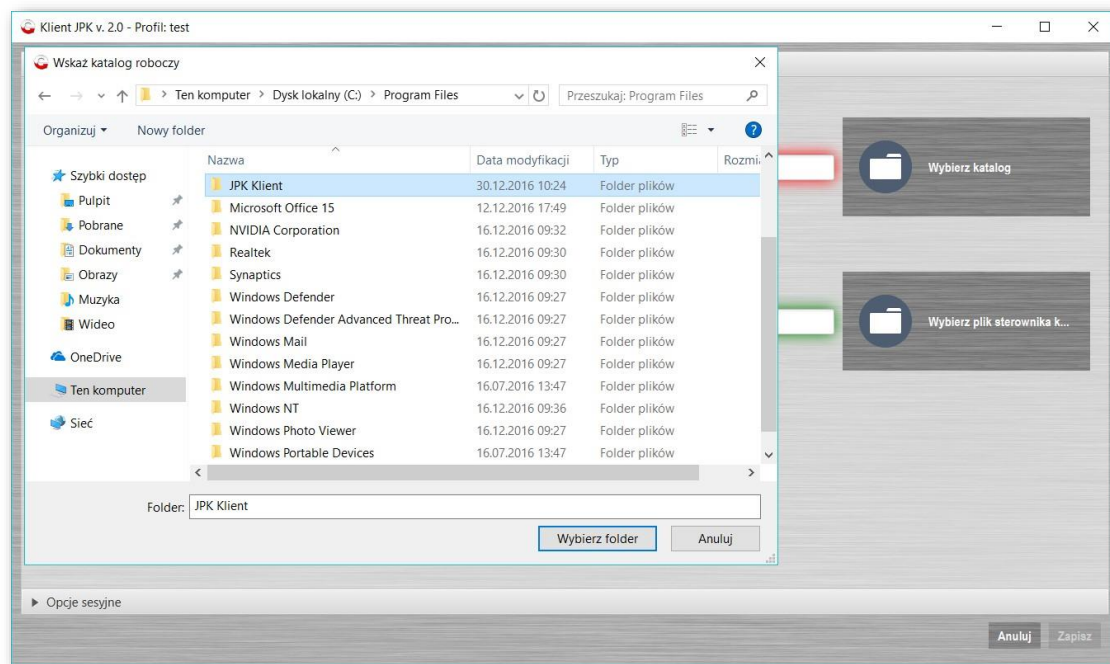 Klient JPK v. 2.0 - Profil: test
Wskaż katalog roboczy
Ten komputer > Dysk lokalny (C:) > Program Files
Przeszukaj: Program Files
Organizuj
Nowy folder
Nazwa Data modyfikacji Typ Rozmi
Szybki dostęp
Pulpit
Pobrane
Dokumenty
Obrazy
Muzyka
Wideo
OneDrive
Ten komputer
Sieć
JPK Klient 30.12.2016 10:24 Folder plików
Microsoft Office 15 12.12.2016 17:49 Folder plików
NVIDIA Corporation 16.12.2016 09:32 Folder plików
Realtek 16.12.2016 09:30 Folder plików
Synaptics 16.12.2016 09:30 Folder plików
Windows Defender 16.12.2016 09:27 Folder plików
Windows Defender Advanced Threat Pro... 16.12.2016 09:27 Folder plików
Windows Mail 16.12.2016 09:27 Folder plików
Windows Media Player 16.12.2016 09:27 Folder plików
Windows Multimedia Platform 16.07.2016 13:47 Folder plików
Windows NT 16.12.2016 09:36 Folder plików
Windows Photo Viewer 16.12.2016 09:27 Folder plików
Windows Portable Devices 16.07.2016 13:47 Folder plików
Folder: JPK Klient
Wybierz folder
Anuluj
Wybierz katalog
Wybierz plik sterownika k...
Opcje sesyjne
Anuluj
Zapisz